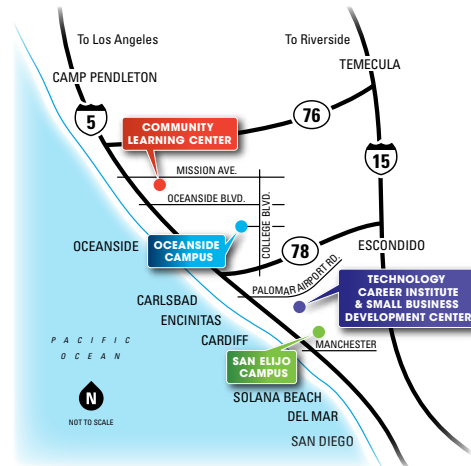 To Los Angeles
To Riverside
CAMP PENDLETON
TEMECULA
5
76
COMMUNITY
LEARNING CENTER
15
MISSION AVE.
OCEANSIDE BLVD.
COLLEGE BLVD.
OCEANSIDE
OCEANSIDE
CAMPUS
78
ESCONDIDO
PALOMAR AIRPORT RD.
TECHNOLOGY
CAREER INSTITUTE
& SMALL BUSINESS
DEVELOPMENT CENTER
CARLSBAD
ENCINITAS
CARDIFF
PACIFIC
OCEAN
MANCHESTER
SAN ELIJO
CAMPUS
N
NOT TO SCALE
SOLANA BEACH
DEL MAR
SAN DIEGO